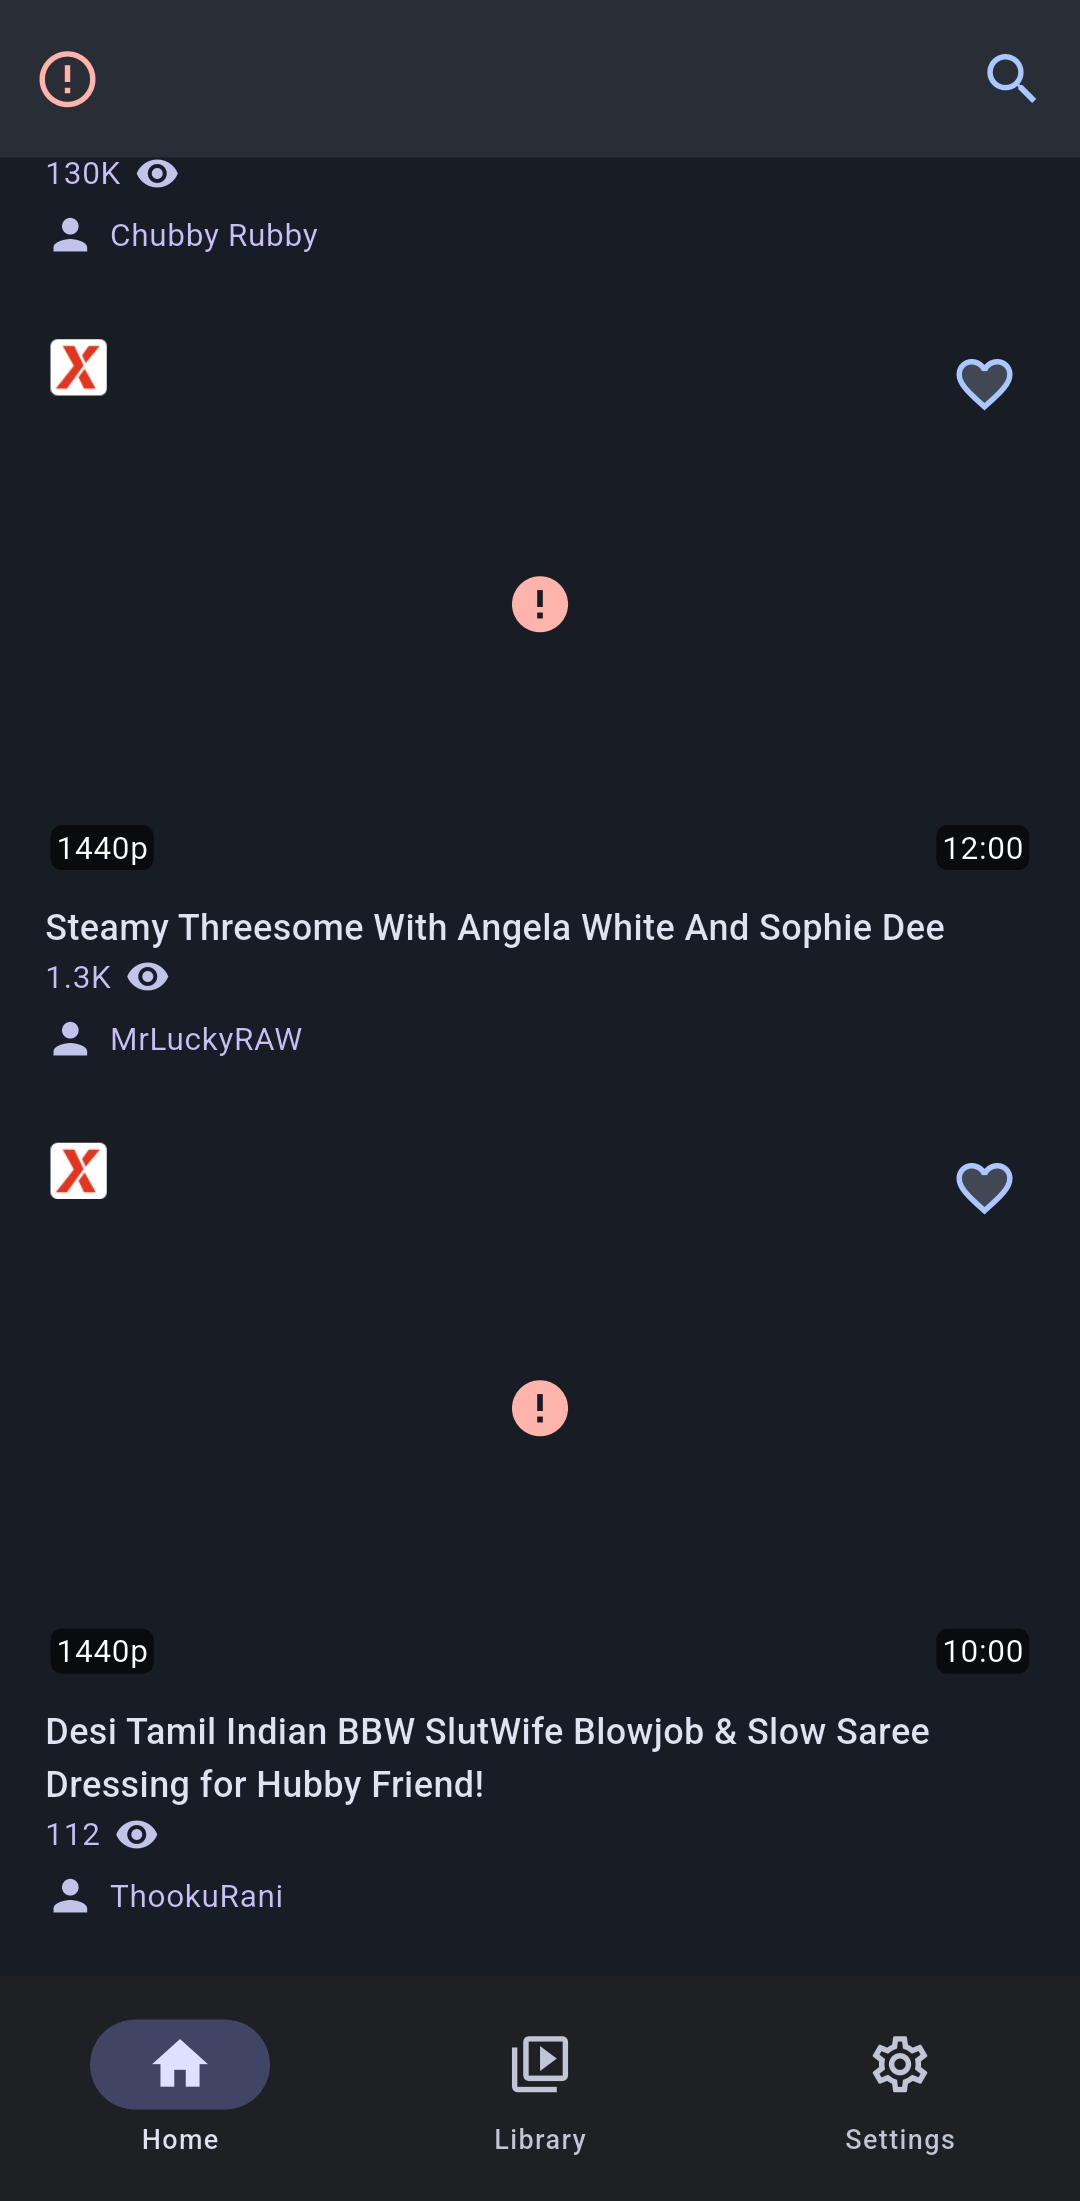 130K
Chubby Rubby
X
1440p
12:00
Steamy Threesome With Angela White And Sophie Dee
1.3K
MrLuckyRAW
X
1440p
10:00
Desi Tamil Indian BBW SlutWife Blowjob & Slow Saree
Dressing for Hubby Friend!
112
ThookuRani
Home
Library
Settings